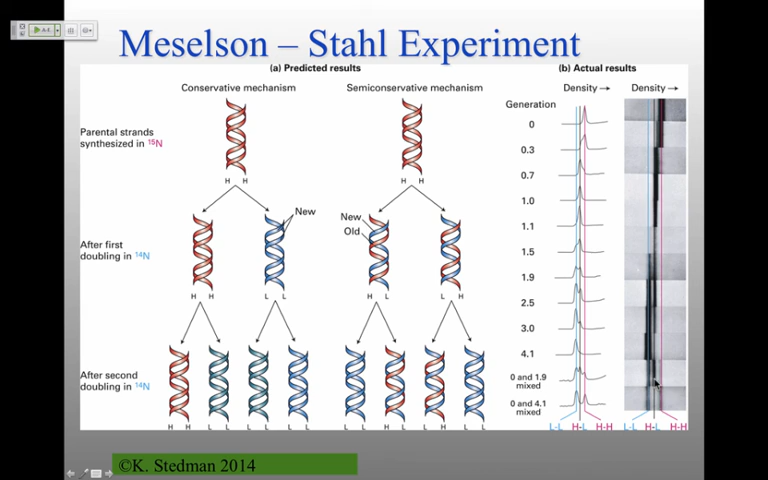 Meselson – Stahl Experiment
(a) Predicted results
(b) Actual results
Conservative mechanism
Semiconservative mechanism
Density →
Density →
Generation
Parental strands
synthesized in 15N
0
0.3
H H
H H
0.7
1.0
New
New
Old
1.1
After first
doubling in 14N
1.5
1.9
H H
L L
H L
L H
2.5
3.0
4.1
After second
doubling in 14N
0 and 1.9
mixed
0 and 4.1
mixed
H H
L L
L L
L L
L L
H L
H L
L L
L-L H-L H-H
L-L H-L H-H
©K. Stedman 2014